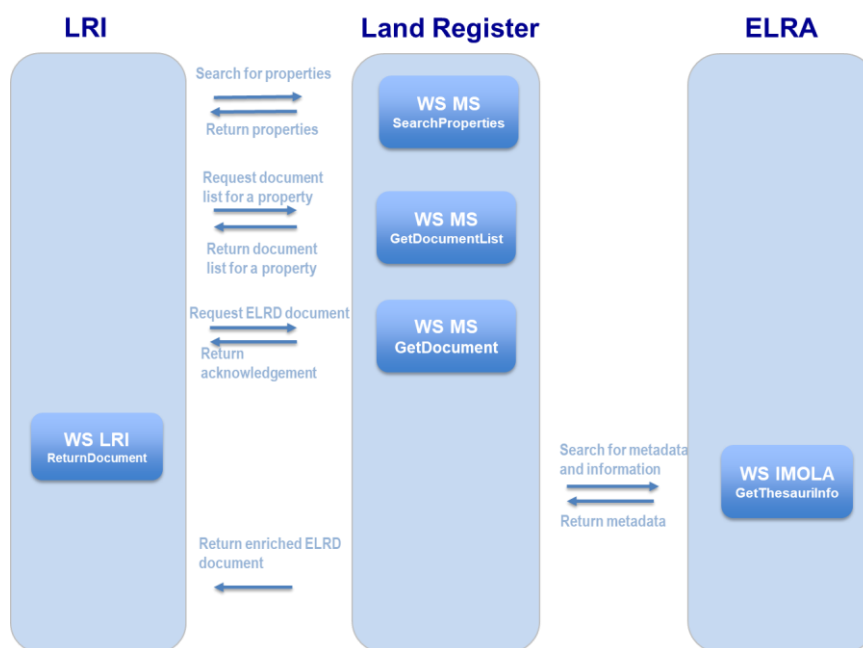 LRI
Land Register
ELRA
Search for properties
Return properties
WS MS
SearchProperties
Request document
list for a property
Return document
list for a property
WS MS
GetDocumentList
Request ELRD document
Return
acknowledgement
WS MS
GetDocument
WS LRI
ReturnDocument
Search for metadata
and information
Return metadata
WS IMOLA
GetThesauriInfo
Return enriched ELRD
document